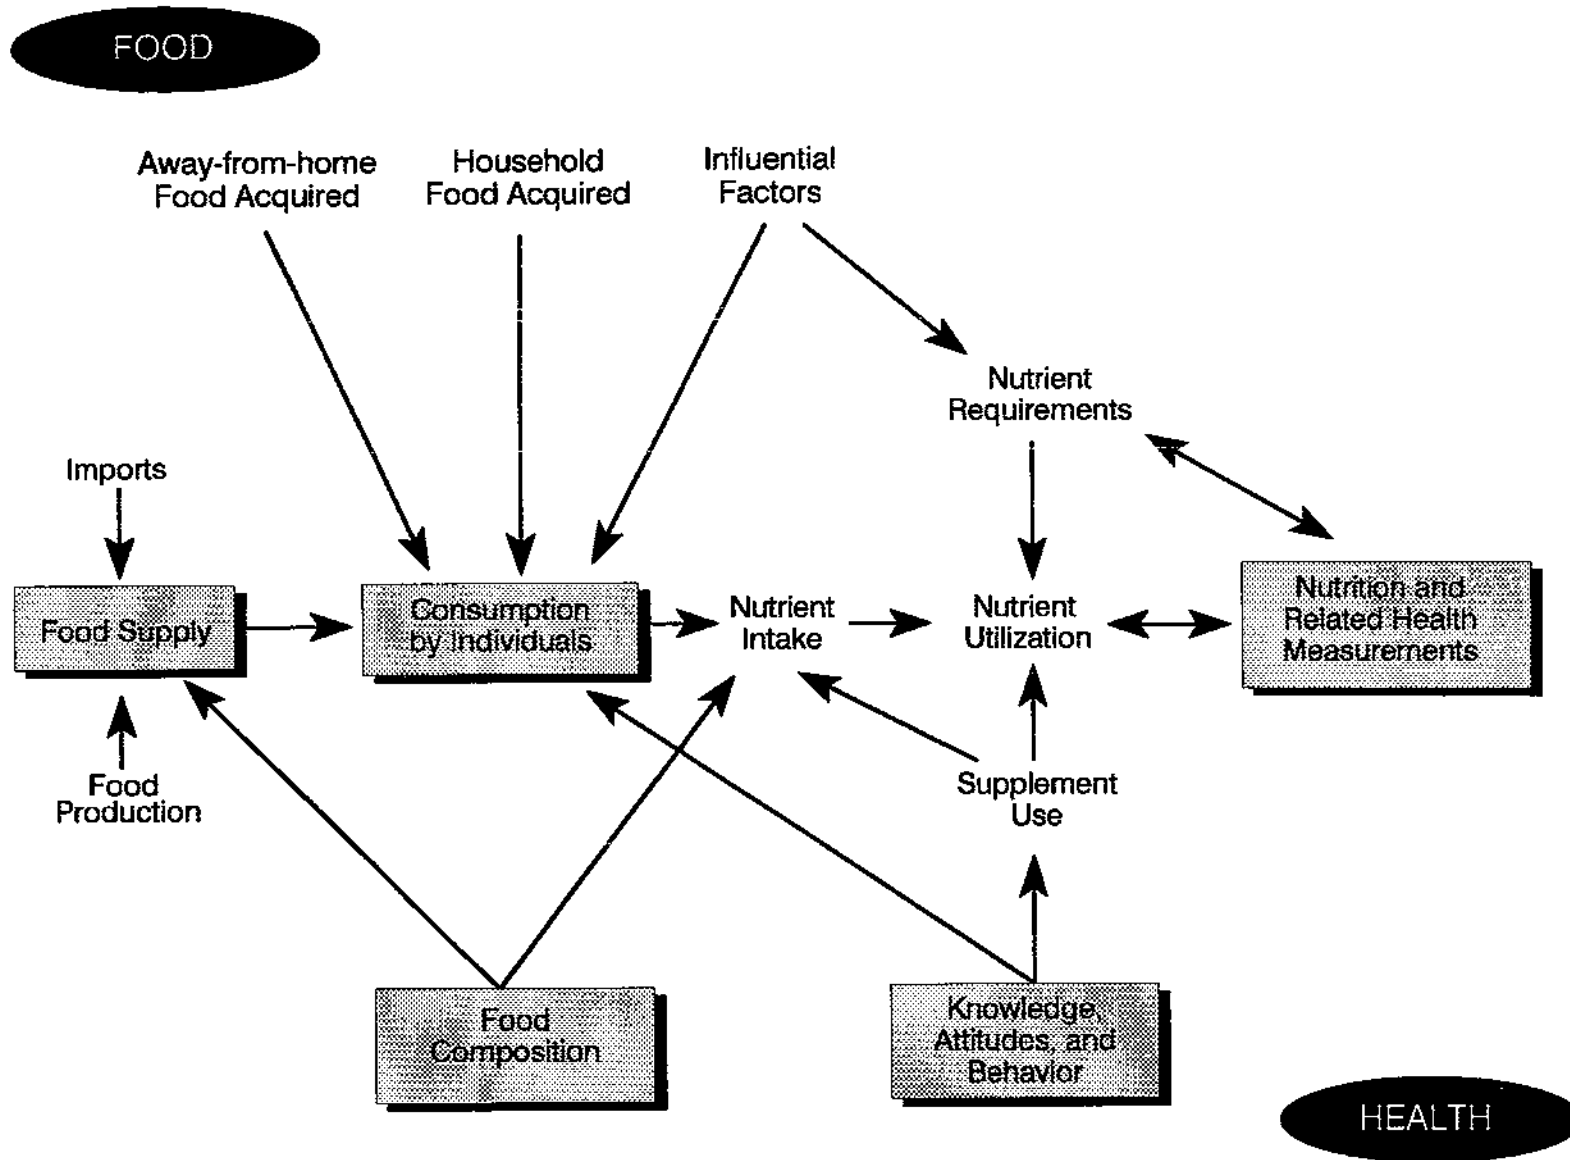 FOOD
Away-from-home
Food Acquired
Household
Food Acquired
Influential
Factors
Nutrient
Requirements
Imports
Food Supply
Consumption
by Individuals
Nutrient
Intake
Nutrient
Utilization
Nutrition and
Related Health
Measurements
Food
Production
Supplement
Use
Food
Composition
Knowledge,
Attitudes, and
Behavior
HEALTH